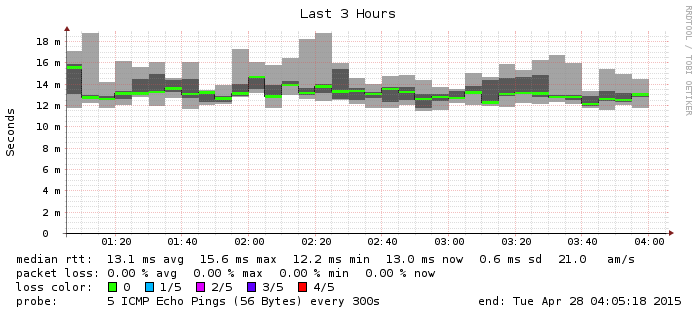 Last 3 Hours
RRDTOOL / TOBI OETIKER
Seconds
18 m
16 m
14 m
12 m
10 m
8 m
6 m
4 m
2 m
0
01:20 01:40 02:00 02:20 02:40 03:00 03:20 03:40 04:00
median rtt: 13.1 ms avg 15.6 ms max 12.2 ms min 13.0 ms now 0.6 ms sd 21.0 am/s
packet loss: 0.00 % avg 0.00 % max 0.00 % min 0.00 % now
loss color: 0 1/5 2/5 3/5 4/5
probe: 5 ICMP Echo Pings (56 Bytes) every 300s end: Tue Apr 28 04:05:18 2015